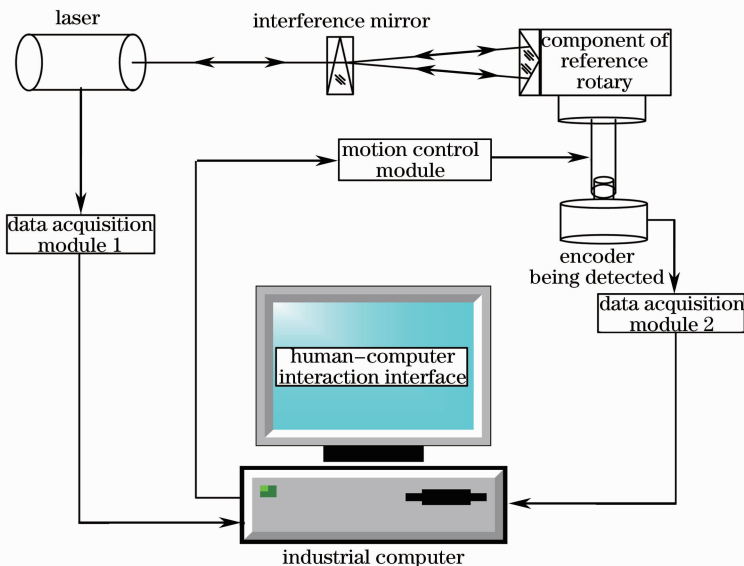 laser
interference mirror
component of
reference
rotary
motion control
module
data acquisition
module 1
encoder
being detected
data acquisition
module 2
human−computer
interaction interface
industrial computer